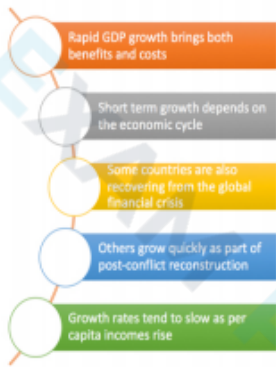 Rapid GDP growth brings both
benefits and costs
Short term growth depends on
the economic cycle
Some countries are also
recovering from the global
financial crisis
Others grow quickly as part of
post-conflict reconstruction
Growth rates tend to slow as per
capita incomes rise
EXAM